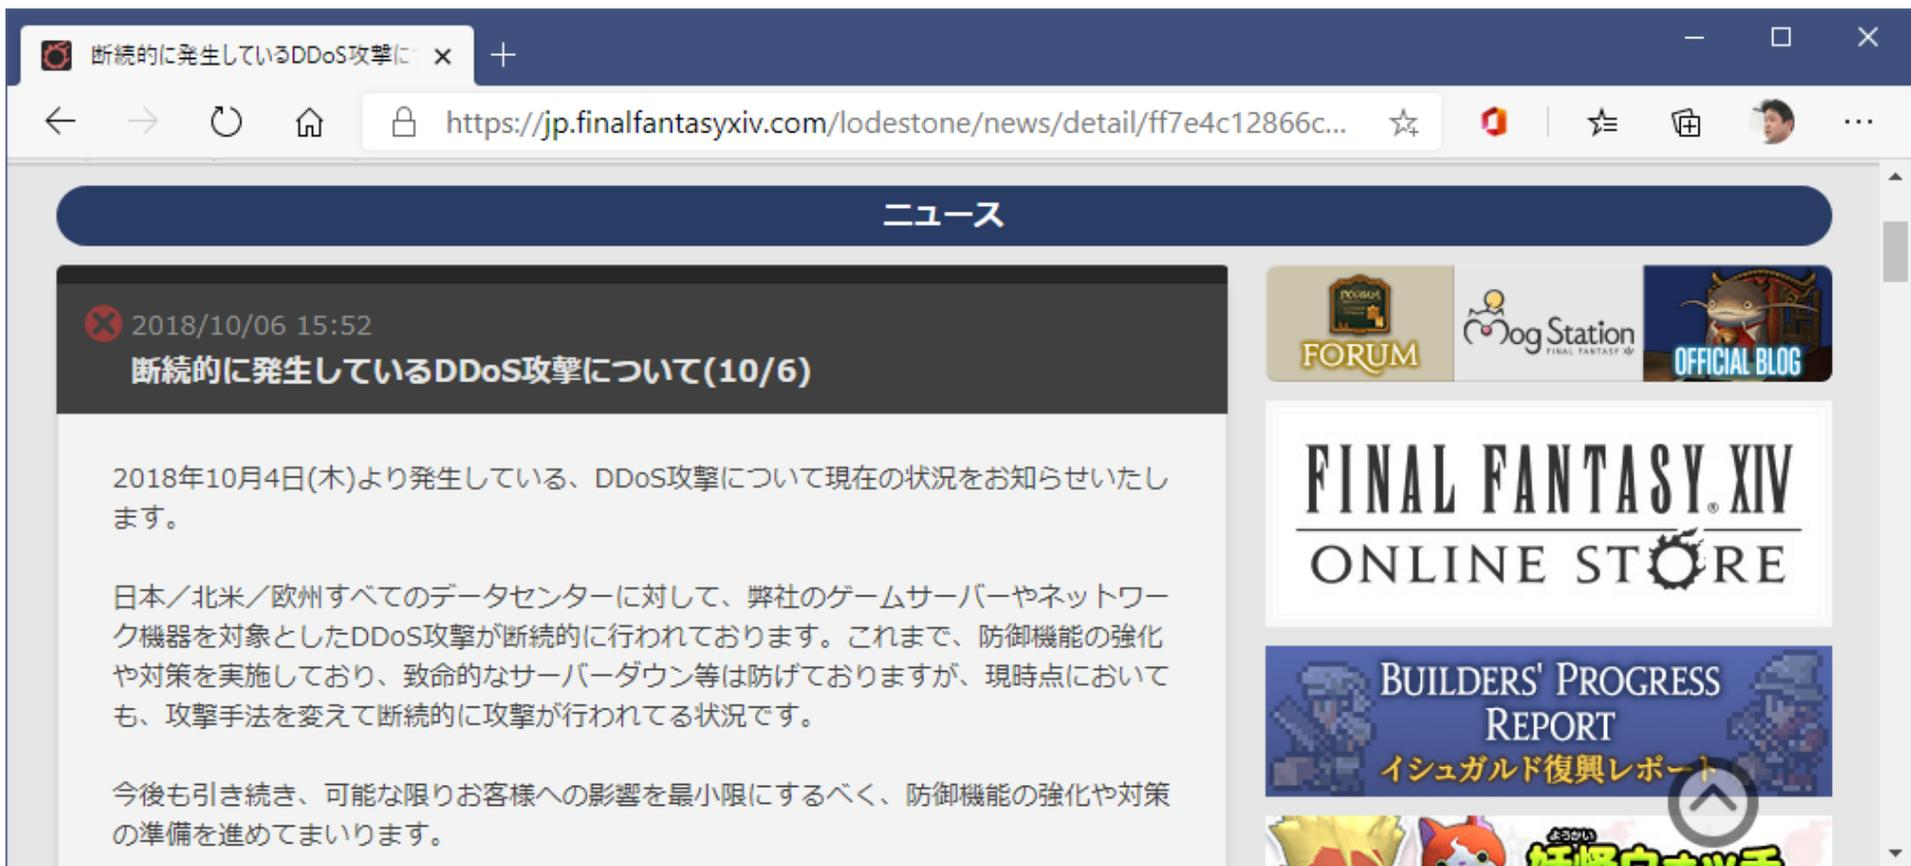 断続的に発生しているDDoS攻撃に
https://jp.finalfantasyxiv.com/lodestone/news/detail/ff7e4c12866c...
ニュース
2018/10/06 15:52
断続的に発生しているDDoS攻撃について(10/6)
2018年10月4日(木)より発生している、DDoS攻撃について現在の状況をお知らせいたし
ます。
日本／北米／欧州すべてのデータセンターに対して、弊社のゲームサーバーやネットワー
ク機器を対象としたDDoS攻撃が断続的に行われております。これまで、防御機能の強化
や対策を実施しており、致命的なサーバーダウン等は防げておりますが、現時点において
も、攻撃手法を変えて断続的に攻撃が行われてる状況です。
今後も引き続き、可能な限りお客様への影響を最小限にするべく、防御機能の強化や対策
の準備を進めてまいります。
FORUM
Mog Station
FINAL FANTASY XIV
OFFICIAL BLOG
FINAL FANTASY® XIV
ONLINE STORE
BUILDERS' PROGRESS
REPORT
イシュガルド復興レポート
ようかい
妖怪ウォッチ